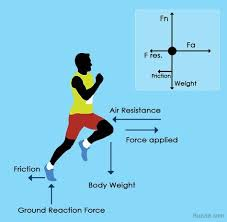 Fn
Fa
F res.
Friction
Weight
Air Resistance
Force applied
Friction
Body Weight
Ground Reaction Force